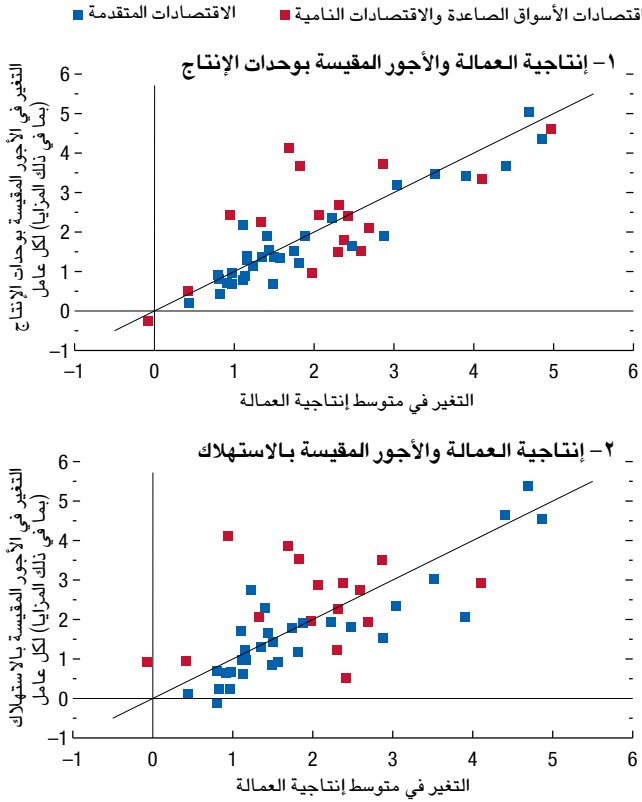 الاقتصادات المتقدمة
قتصادات الأسواق الصاعدة والاقتصادات النامية
١- إنتاجية العمالة والأجور المقيسة بوحدات الإنتاج
التغير في الأجور المقيسة بوحدات الإنتاج
(بما في ذلك المزايا) لكل عامل
6
5
4
3
2
1
0
–1
–1 0 1 2 3 4 5 6
التغير في متوسط إنتاجية العمالة
٢- إنتاجية العمالة والأجور المقيسة بالاستهلاك
التغير في الأجور المقيسة بالاستهلاك
(بما في ذلك المزايا) لكل عامل
6
5
4
3
2
1
0
–1
–1 0 1 2 3 4 5 6
التغير في متوسط إنتاجية العمالة